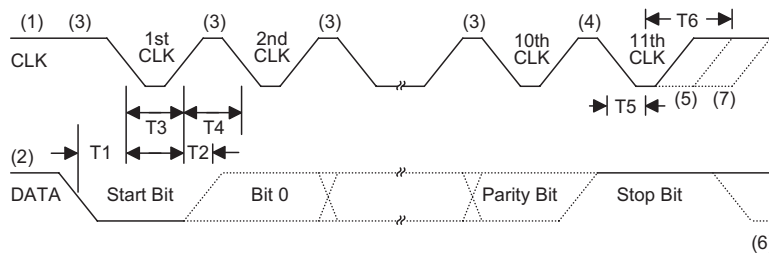 (1) (3) 1st CLK (3) 2nd CLK (3) (3) 10th CLK (4) 11th CLK T6
CLK
(5) (7)
T3 T4 T5
(2) T1 T2
DATA Start Bit Bit 0 Parity Bit Stop Bit
(6